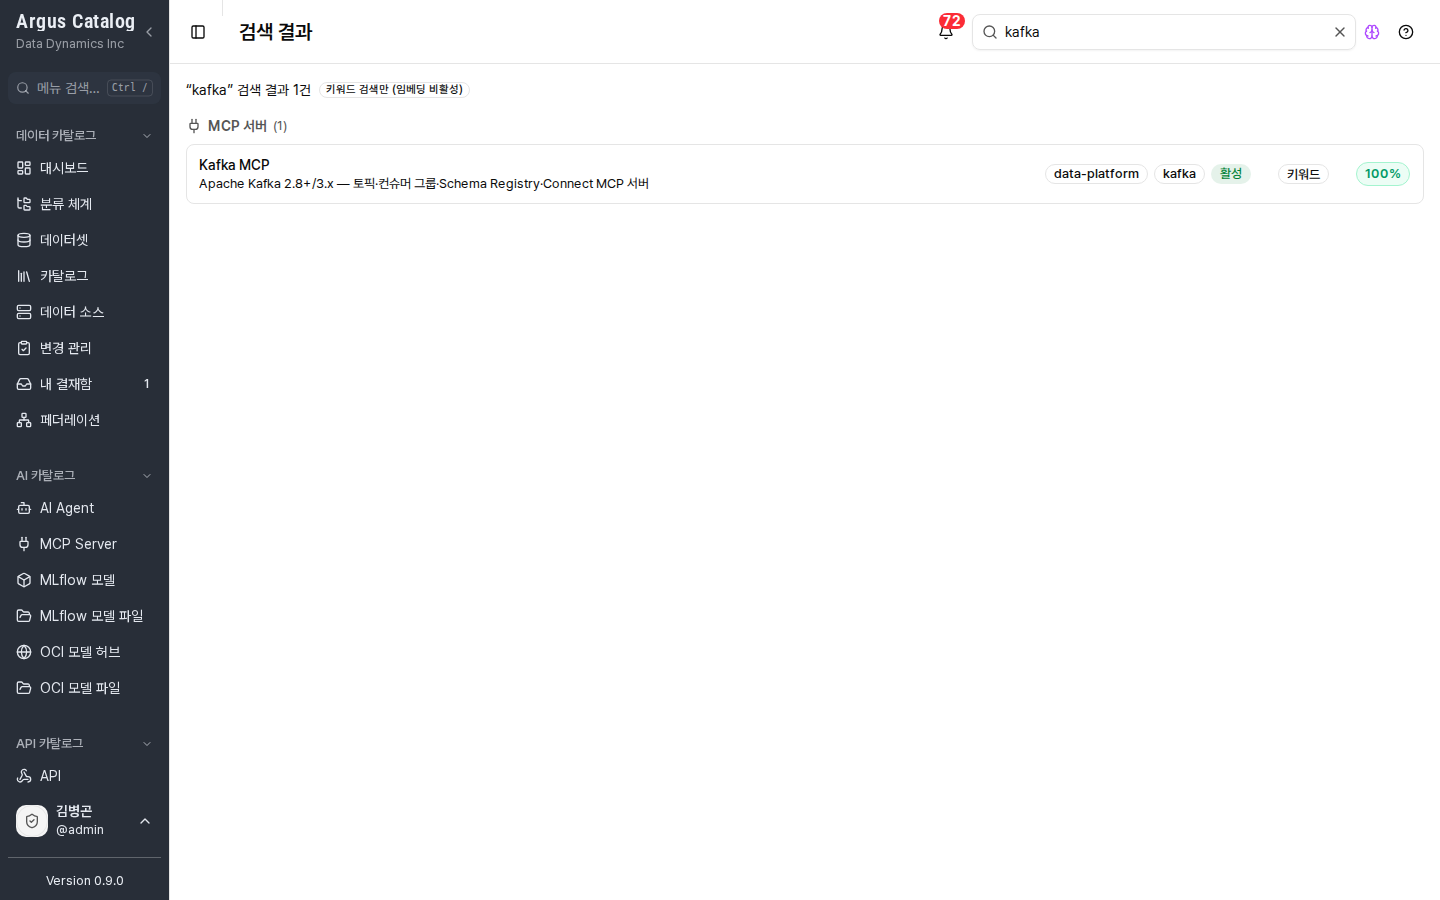 Argus Catalog
Data Dynamics Inc
메뉴 검색... Ctrl /
데이터 카탈로그
대시보드
분류 체계
데이터셋
카탈로그
데이터 소스
변경 관리
내 결재함 1
페더레이션
AI 카탈로그
AI Agent
MCP Server
MLflow 모델
MLflow 모델 파일
OCI 모델 허브
OCI 모델 파일
API 카탈로그
API
김병곤
@admin
Version 0.9.0
검색 결과
72
kafka
“kafka” 검색 결과 1건 키워드 검색만 (임베딩 비활성)
MCP 서버 (1)
Kafka MCP
Apache Kafka 2.8+/3.x — 토픽·컨슈머 그룹·Schema Registry·Connect MCP 서버
data-platform kafka 활성 키워드 100%